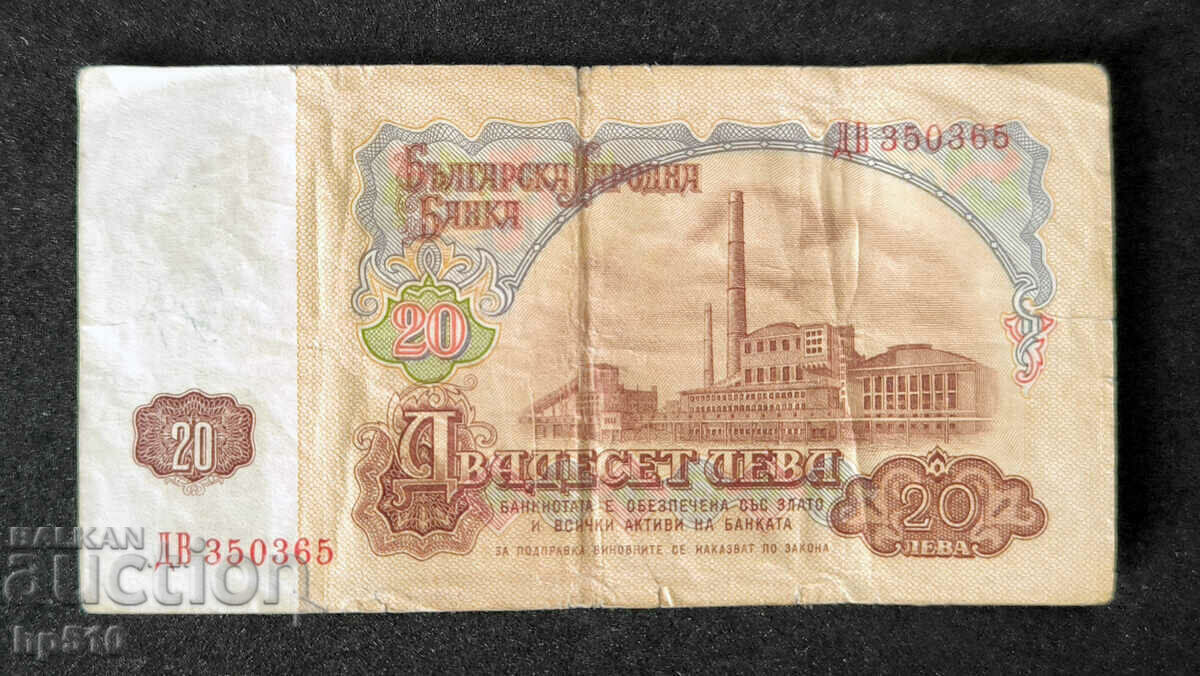 ДВ 350365
БЪЛГАРСКА НАРОДНА
БАНКА
20
20
ДВАДЕСЕТ ЛЕВА
БАНКНОТАТА Е ОБЕЗПЕЧЕНА СЪС ЗЛАТО
И ВСИЧКИ АКТИВИ НА БАНКАТА
ЗА ПОДПРАВКА ВИНОВНИТЕ СЕ НАКАЗВАТ ПО ЗАКОНА
20
ЛЕВА
ДВ 350365
BALKAN
auction
hp510